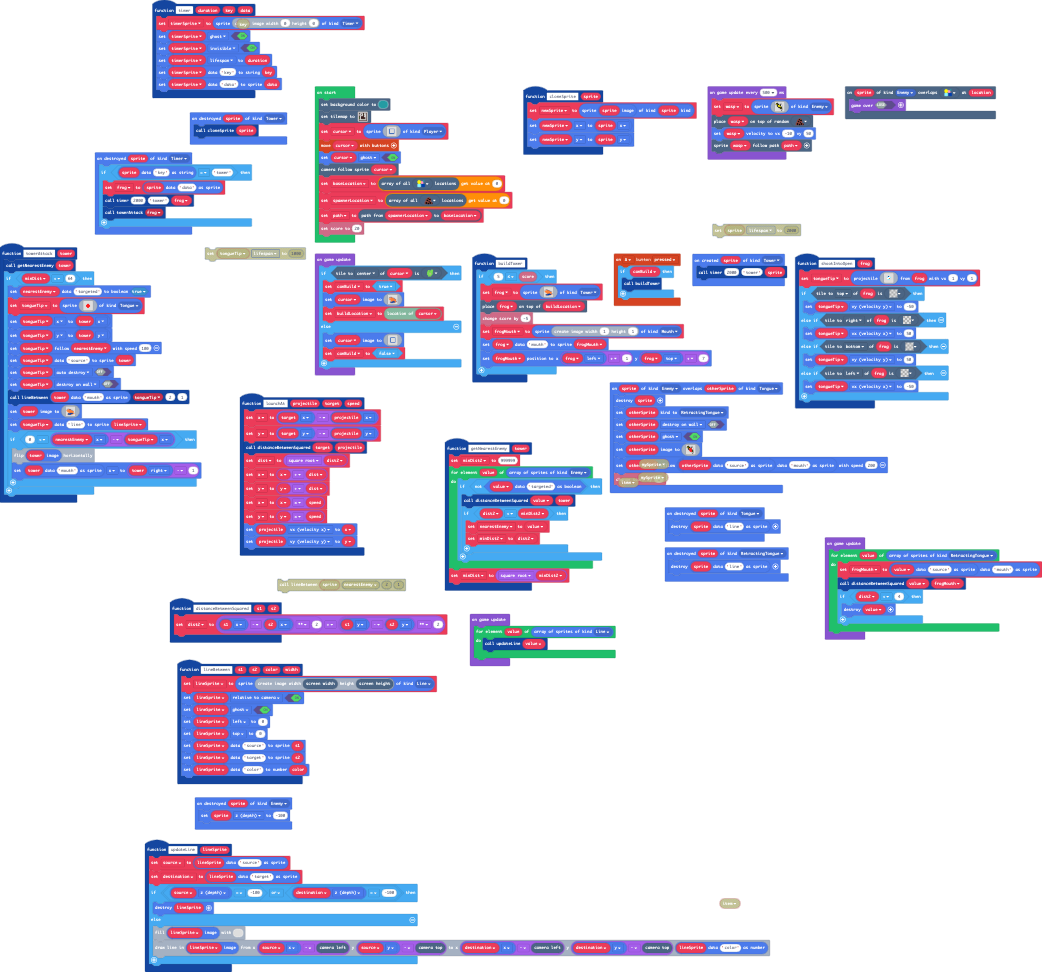 function timer duration key data
set timerSprite to sprite key image width 0 height 0 of kind Timer
set timerSprite ghost
set timerSprite invisible
set timerSprite lifespan to duration
set timerSprite data "key" to string key
set timerSprite data "data" to sprite data
on destroyed sprite of kind Timer
call cloneSprite sprite
on destroyed sprite of kind Timer
if sprite data "key" as string = "tower" then
set frog to sprite data "data" as sprite
call timer 2000 "tower" frog
call towerAttack frog
on start
set background color to
set tilemap to
set cursor to sprite of kind Player
move cursor with buttons
set cursor ghost
camera follow sprite cursor
set baseLocation to array of all locations get value at 0
set spawnerLocation to array of all locations get value at 0
set path to path from spawnerLocation to baseLocation
set score to 20
function cloneSprite sprite
set newSprite to sprite sprite image of kind sprite kind
set newSprite x to sprite x
set newSprite y to sprite y
on game update every 500 ms
set wasp to sprite of kind Enemy
place wasp on top of random
set wasp velocity to vx -50 vy 50
sprite wasp follow path path
on sprite of kind Enemy overlaps at location
game over
set sprite lifespan to 2000
function towerAttack tower
call getNearestEnemy tower
set nearestEnemy data "targeted" to boolean true
set tongueTip to sprite of kind Tongue
set tongueTip x to tower x
set tongueTip y to tower y
set tongueTip follow nearestEnemy with speed 100
set tongueTip data "source" to sprite tower
set tongueTip auto destroy
set tongueTip destroy on wall
call lineBetween tower data "mouth" as sprite tongueTip 2 1
set tower image to
set tongueTip data "line" to sprite lineSprite
if 0 < nearestEnemy x - tongueTip x then
flip tower image horizontally
set tower data "mouth" as sprite x to tower right - 1
set tongueTip lifespan to 1000
on game update
if tile to center of cursor is then
set canBuild to true
set cursor image to
set buildLocation to location of cursor
else
set cursor image to
set canBuild to false
function buildTower
if 5 ≤ score then
set frog to sprite of kind Tower
place frog on top of buildLocation
change score by -5
set frogMouth to sprite create image width 1 height 1 of kind Mouth
set frog data "mouth" to sprite frogMouth
set frogMouth position to x frog left + 1 y frog top + 7
on B button pressed
if canBuild then
call buildTower
on created sprite of kind Tower
call timer 2000 "tower" sprite
function shootIntoOpen frog
set tongueTip to projectile from frog with vx 1 vy 1
if tile to top of frog is then
set tongueTip vy (velocity y) to -50
else if tile to right of frog is then
set tongueTip vx (velocity x) to 50
else if tile to bottom of frog is then
set tongueTip vy (velocity y) to 50
else if tile to left of frog is then
set tongueTip vx (velocity x) to -50
function launchAt projectile target speed
set x to target x - projectile x
set y to target y - projectile y
call distanceBetweenSquared target projectile
set dist to square root dist2
set x to x ÷ dist
set y to y ÷ dist
set x to x × speed
set y to y × speed
set projectile vx (velocity x) to x
set projectile vy (velocity y) to y
function getNearestEnemy tower
set minDist2 to 999999
for element value of array of sprites of kind Enemy
do
if not value data "targeted" as boolean then
call distanceBetweenSquared value tower
if dist2 < minDist2 then
set nearestEnemy to value
set minDist2 to dist2
set minDist to square root minDist2
on sprite of kind Enemy overlaps otherSprite of kind Tongue
destroy sprite
set otherSprite kind to RetractingTongue
set otherSprite destroy on wall
set otherSprite ghost
set otherSprite image to
mySprite
item mySprite
on destroyed sprite of kind Tongue
destroy sprite data "line" as sprite
on destroyed sprite of kind RetractingTongue
destroy sprite data "line" as sprite
on game update
for element value of array of sprites of kind RetractingTongue
do
set frogMouth to value data "source" as sprite data "mouth" as sprite
call distanceBetweenSquared value frogMouth
if dist2 < 4 then
destroy value
call lineBetween sprite nearestEnemy
function distanceBetweenSquared s1 s2
set dist2 to s1 x - s2 x ** 2 + s1 y - s2 y ** 2
on game update
for element value of array of sprites of kind Line
do call updateLine value
function lineBetween s1 s2 color width
set lineSprite to sprite create image width screen width height screen height of kind Line
set lineSprite relative to camera
set lineSprite ghost
set lineSprite left to 0
set lineSprite top to 0
set lineSprite data "source" to sprite s1
set lineSprite data "target" to sprite s2
set lineSprite data "color" to number color
on destroyed sprite of kind Enemy
set sprite z (depth) to -100
function updateLine lineSprite
set source to lineSprite data "source" as sprite
set destination to lineSprite data "target" as sprite
if source z (depth) = -100 or destination z (depth) = -100 then
destroy lineSprite
else
fill lineSprite image with
draw line in lineSprite image from x source x - camera left y source y - camera top to x destination x - camera left y destination y - camera top lineSprite data "color" as number
item